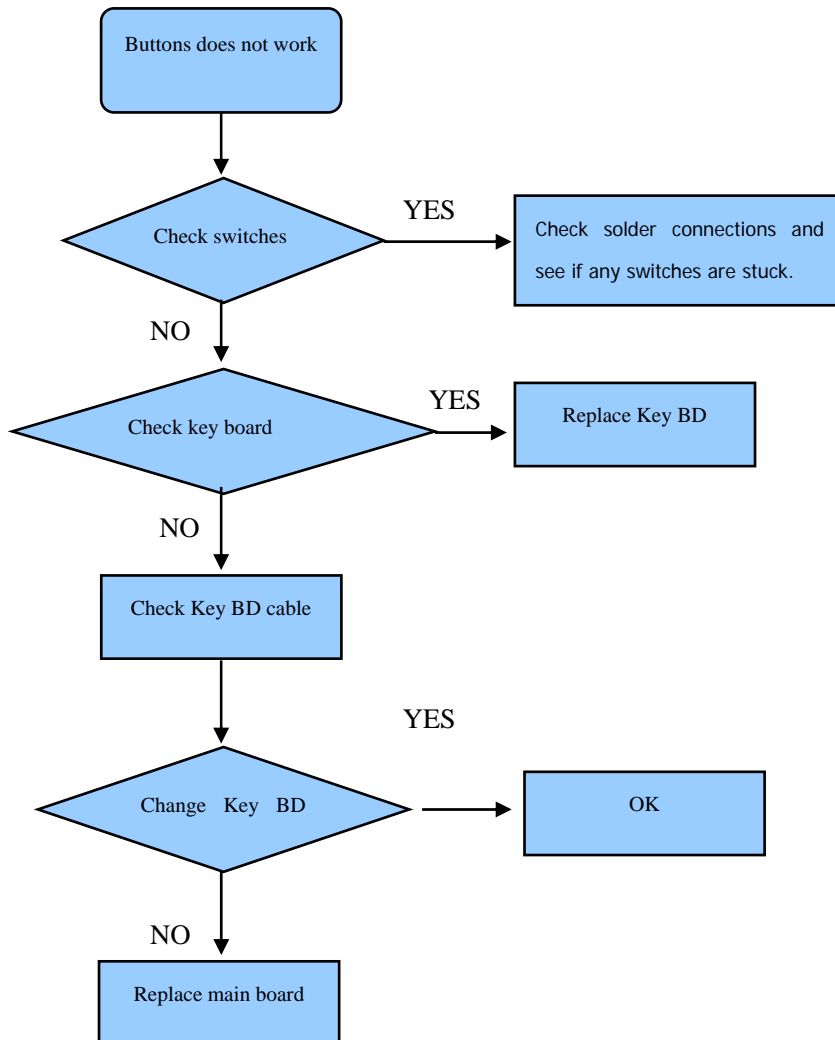 Buttons does not work
Check switches
YES
Check solder connections and
see if any switches are stuck.
NO
Check key board
YES
Replace Key BD
NO
Check Key BD cable
YES
Change Key BD
OK
NO
Replace main board